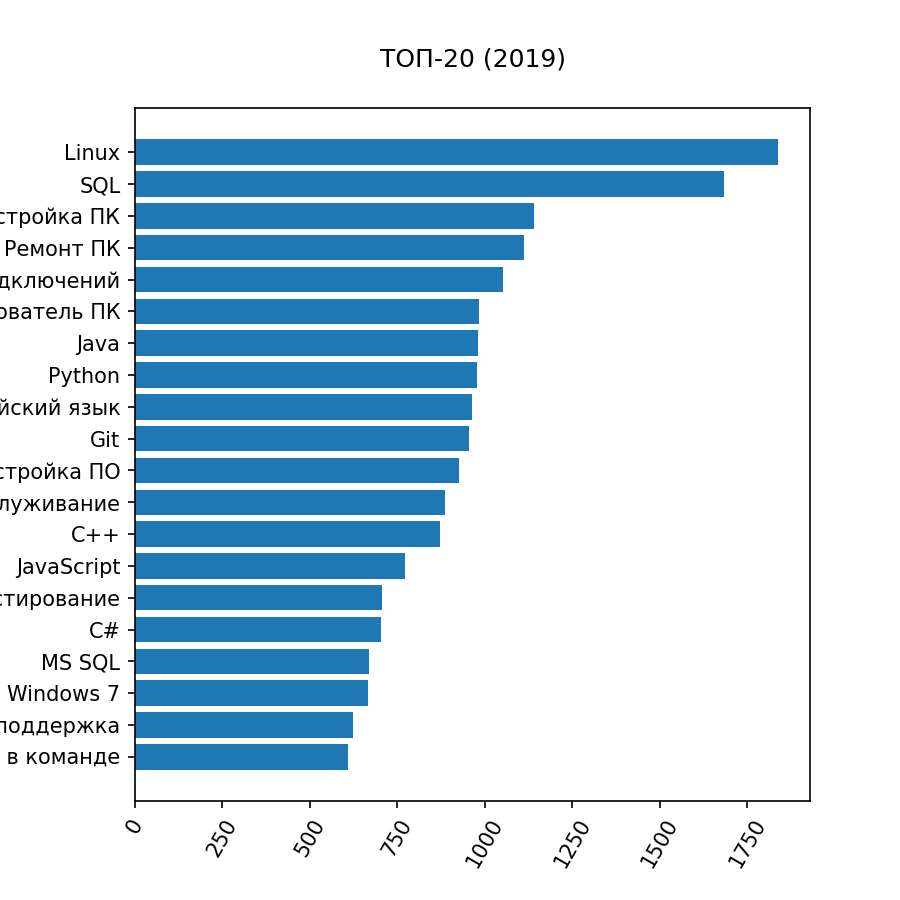 ТОП-20 (2019)
Linux
SQL
стройка ПК
Ремонт ПК
дключений
ователь ПК
Java
Python
йский язык
Git
стройка ПО
луживание
C++
JavaScript
стирование
C#
MS SQL
Windows 7
поддержка
в команде
0
250
500
750
1000
1250
1500
1750